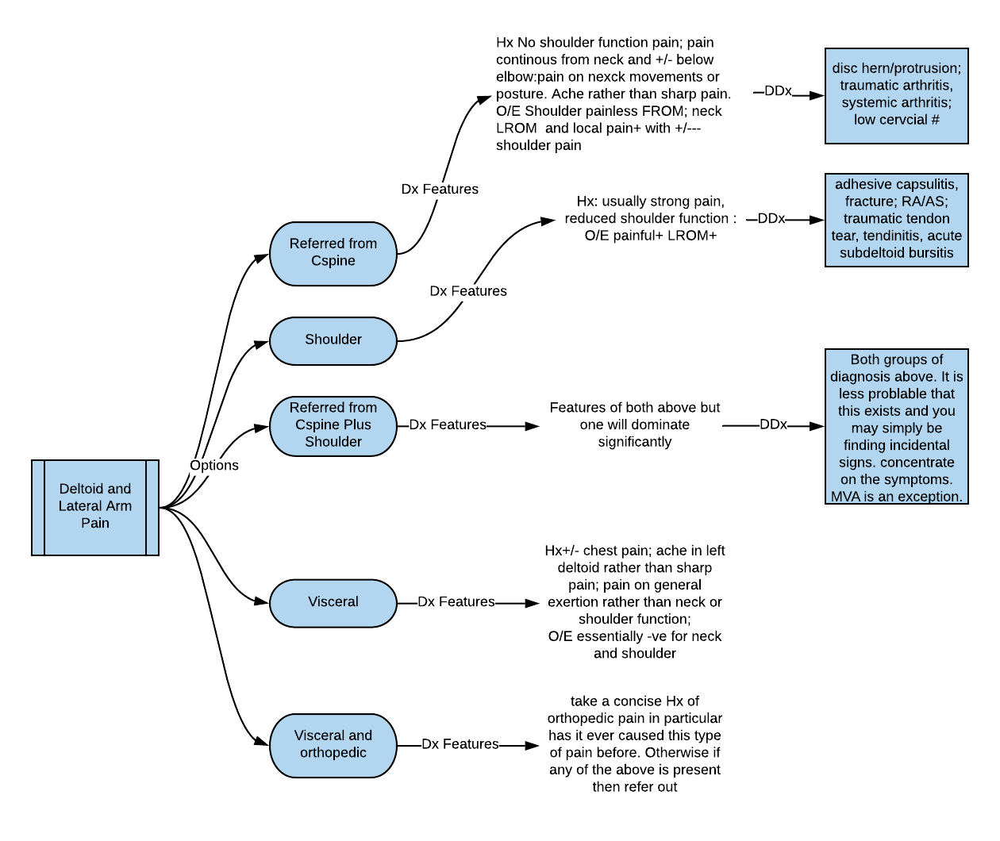 Hx No shoulder function pain; pain
continous from neck and +/- below
elbow:pain on nexck movements or
posture. Ache rather than sharp pain.
O/E Shoulder painless FROM; neck
LROM  and local pain+ with +/---
shoulder pain
DDx
disc hern/protrusion;
traumatic arthritis,
systemic arthritis;
low cervcial #
Dx Features
Hx: usually strong pain,
reduced shoulder function :
O/E painful+ LROM+
DDx
adhesive capsulitis,
fracture; RA/AS;
traumatic tendon
tear, tendinitis, acute
subdeltoid bursitis
Referred from
Cspine
Dx Features
Shoulder
Referred from
Cspine Plus
Shoulder
Dx Features
Features of both above but
one will dominate
significantly
DDx
Both groups of
diagnosis above. It is
less problable that
this exists and you
may simply be
finding incidental
signs. concentrate
on the symptoms.
MVA is an exception.
Options
Deltoid and
Lateral Arm
Pain
Visceral
Dx Features
Hx+/- chest pain; ache in left
deltoid rather than sharp
pain; pain on general
exertion rather than neck or
shoulder function;
O/E essentially -ve for neck
and shoulder
Visceral and
orthopedic
Dx Features
take a concise Hx of
orthopedic pain in particular
has it ever caused this type
of pain before. Otherwise if
any of the above is present
then refer out